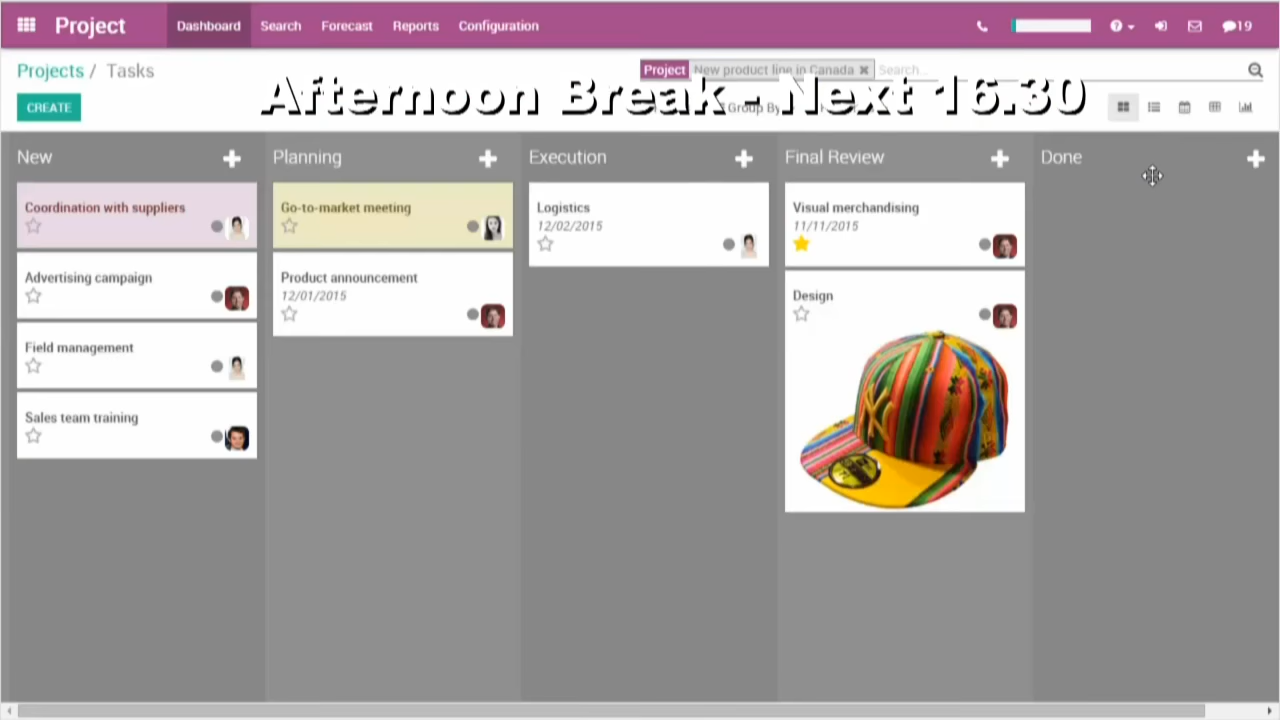 Project
Dashboard
Search
Forecast
Reports
Configuration
19
Projects / Tasks
Project New product line in Canada Search...
CREATE
Afternoon Break - Next 16.30
Group By
New
Planning
Execution
Final Review
Done
Coordination with suppliers
Advertising campaign
Field management
Sales team training
Go-to-market meeting
Product announcement
12/01/2015
Logistics
12/02/2015
Visual merchandising
11/11/2015
Design